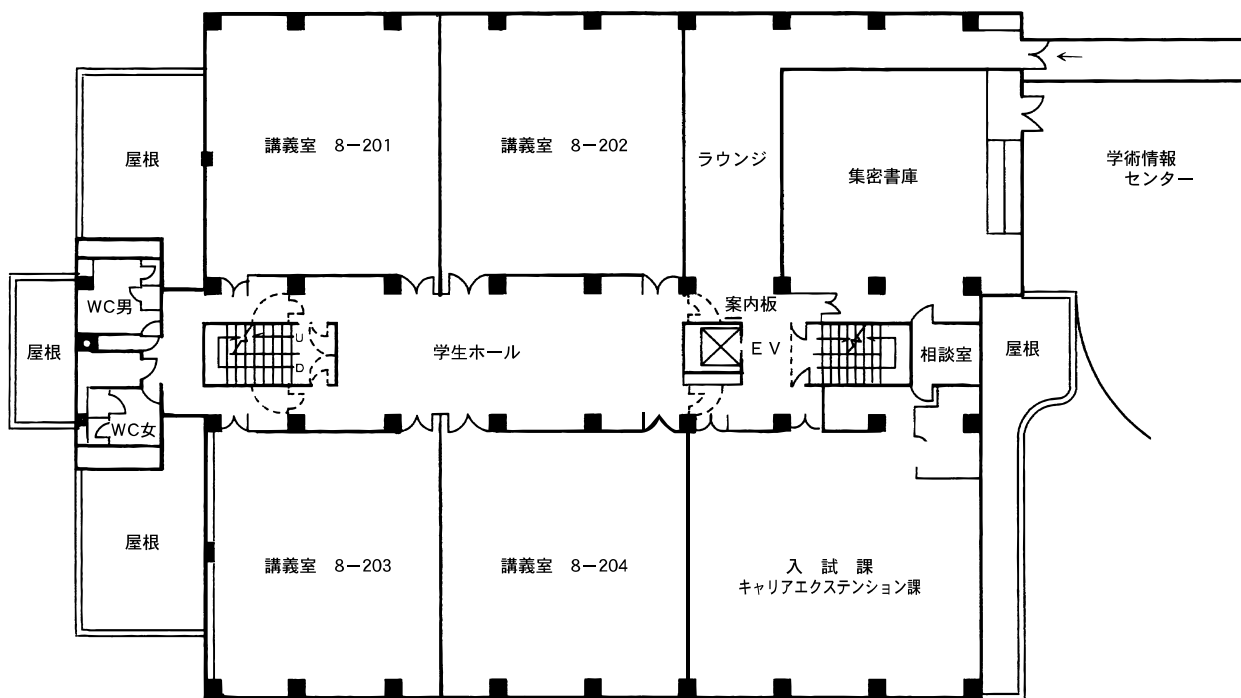 講義室 8－201
講義室 8－202
屋根
ラウンジ
集密書庫
学術情報
センター
WC男
案内板
屋根
U
D
学生ホール
EV
相談室
屋根
WC女
屋根
講義室 8－203
講義室 8－204
入試課
キャリアエクステンション課